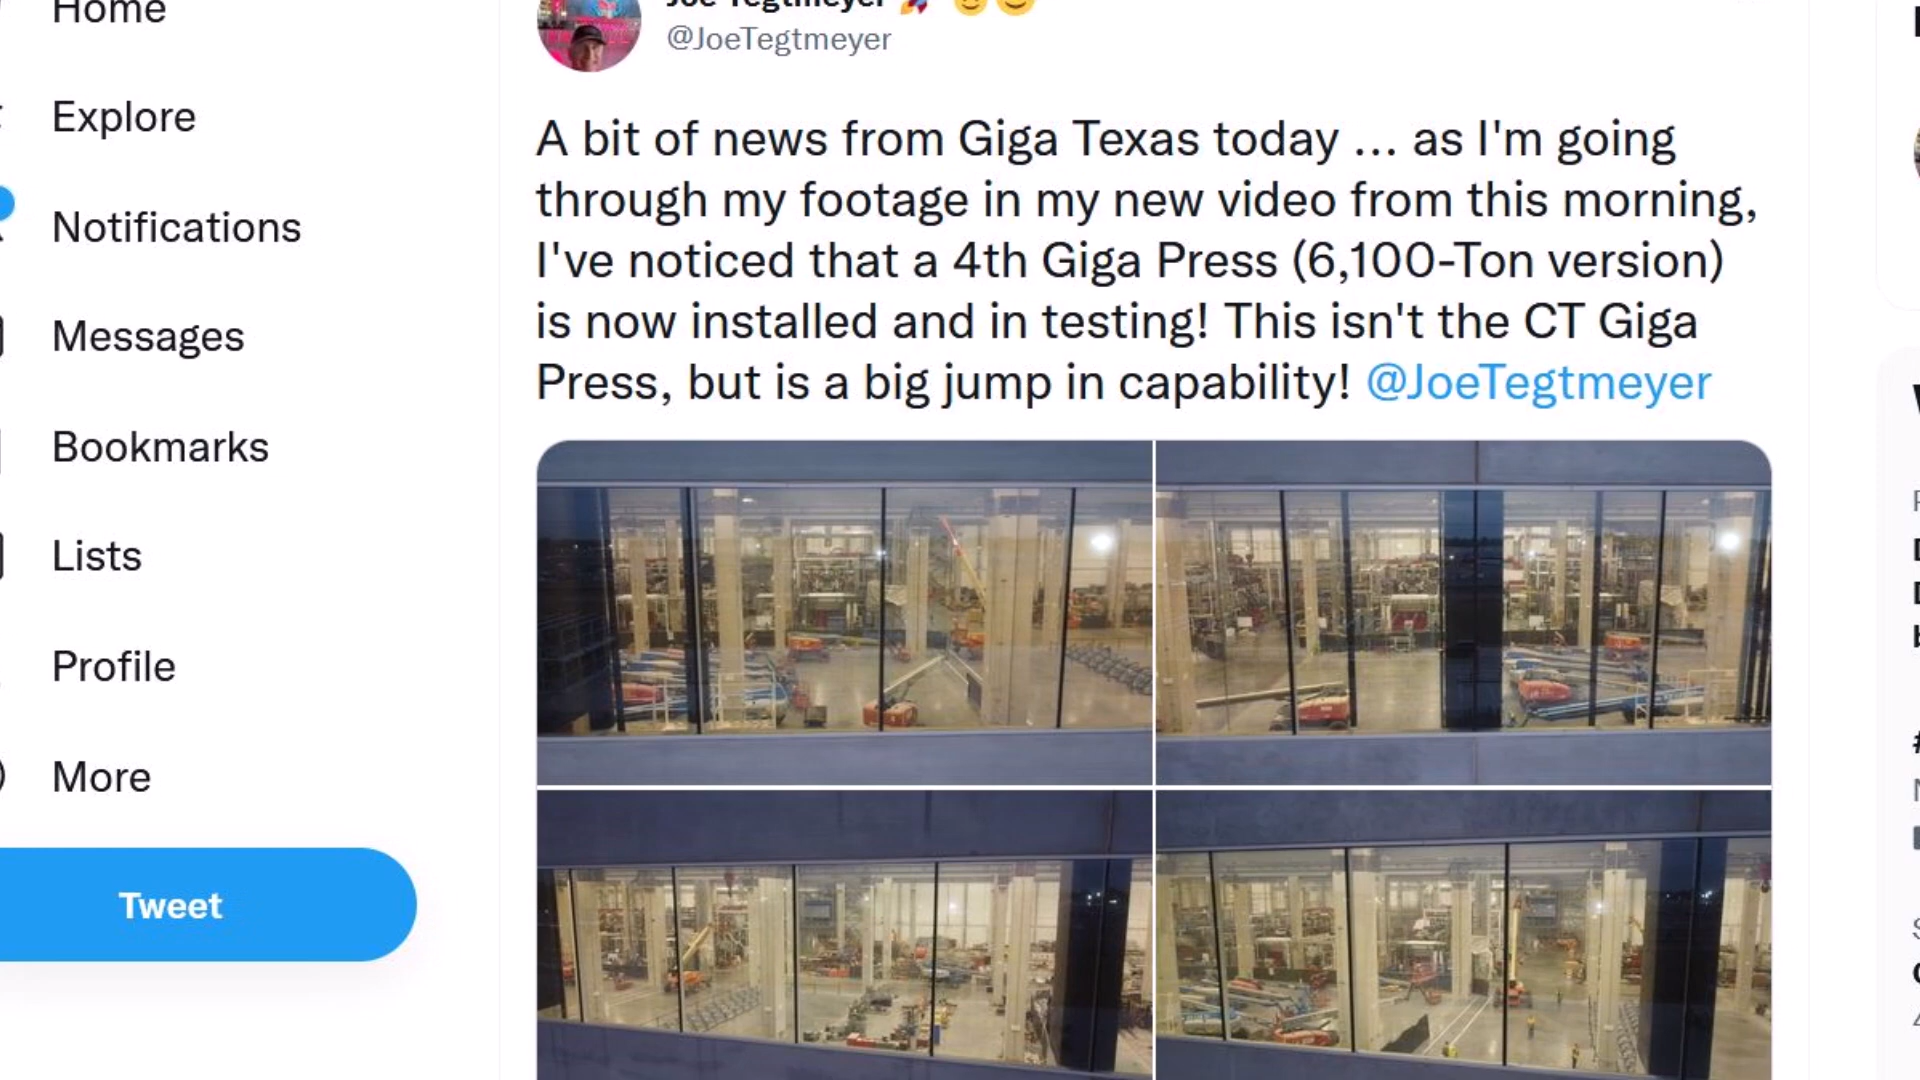 Home
Explore
Notifications
Messages
Bookmarks
Lists
Profile
More
Tweet
Joe Tegtmeyer 🚀 😊😊
@JoeTegtmeyer
A bit of news from Giga Texas today ... as I'm going
through my footage in my new video from this morning,
I've noticed that a 4th Giga Press (6,100-Ton version)
is now installed and in testing! This isn't the CT Giga
Press, but is a big jump in capability! @JoeTegtmeyer